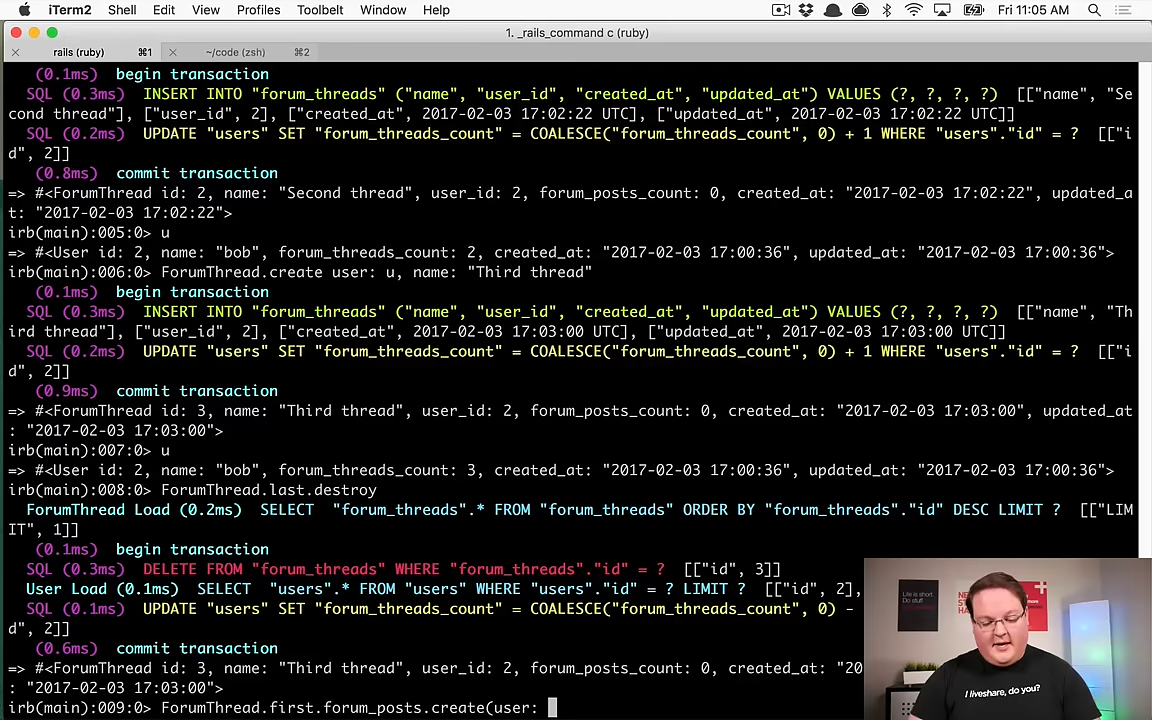 iTerm2 Shell Edit View Profiles Toolbelt Window Help Fri 11:05 AM
1. _rails_command c (ruby)
rails (ruby) ⌘1 ~/code (zsh) ⌘2
(0.1ms) begin transaction
SQL (0.3ms) INSERT INTO "forum_threads" ("name", "user_id", "created_at", "updated_at") VALUES (?, ?, ?, ?) [["name", "Se
cond thread"], ["user_id", 2], ["created_at", 2017-02-03 17:02:22 UTC], ["updated_at", 2017-02-03 17:02:22 UTC]]
SQL (0.2ms) UPDATE "users" SET "forum_threads_count" = COALESCE("forum_threads_count", 0) + 1 WHERE "users"."id" = ? [["i
d", 2]]
(0.8ms) commit transaction
=> #<ForumThread id: 2, name: "Second thread", user_id: 2, forum_posts_count: 0, created_at: "2017-02-03 17:02:22", updated_a
t: "2017-02-03 17:02:22">
irb(main):005:0> u
=> #<User id: 2, name: "bob", forum_threads_count: 2, created_at: "2017-02-03 17:00:36", updated_at: "2017-02-03 17:00:36">
irb(main):006:0> ForumThread.create user: u, name: "Third thread"
(0.1ms) begin transaction
SQL (0.3ms) INSERT INTO "forum_threads" ("name", "user_id", "created_at", "updated_at") VALUES (?, ?, ?, ?) [["name", "Th
ird thread"], ["user_id", 2], ["created_at", 2017-02-03 17:03:00 UTC], ["updated_at", 2017-02-03 17:03:00 UTC]]
SQL (0.2ms) UPDATE "users" SET "forum_threads_count" = COALESCE("forum_threads_count", 0) + 1 WHERE "users"."id" = ? [["i
d", 2]]
(0.9ms) commit transaction
=> #<ForumThread id: 3, name: "Third thread", user_id: 2, forum_posts_count: 0, created_at: "2017-02-03 17:03:00", updated_at
: "2017-02-03 17:03:00">
irb(main):007:0> u
=> #<User id: 2, name: "bob", forum_threads_count: 3, created_at: "2017-02-03 17:00:36", updated_at: "2017-02-03 17:00:36">
irb(main):008:0> ForumThread.last.destroy
ForumThread Load (0.2ms) SELECT "forum_threads".* FROM "forum_threads" ORDER BY "forum_threads"."id" DESC LIMIT ? [["LIM
IT", 1]]
(0.1ms) begin transaction
SQL (0.3ms) DELETE FROM "forum_threads" WHERE "forum_threads"."id" = ? [["id", 3]]
User Load (0.1ms) SELECT "users".* FROM "users" WHERE "users"."id" = ? LIMIT ? [["id", 2],
SQL (0.1ms) UPDATE "users" SET "forum_threads_count" = COALESCE("forum_threads_count", 0) -
d", 2]]
(0.6ms) commit transaction
=> #<ForumThread id: 3, name: "Third thread", user_id: 2, forum_posts_count: 0, created_at: "20
: "2017-02-03 17:03:00">
irb(main):009:0> ForumThread.first.forum_posts.create(user:
Life is short.
Do stuff
I liveshare, do you?